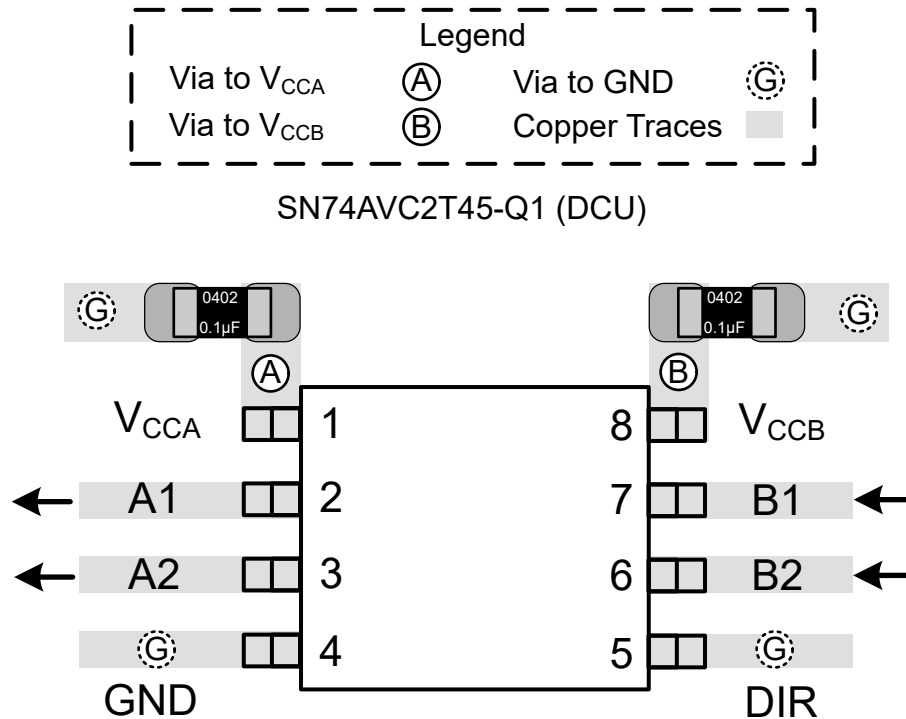 Legend
Via to VCCA A Via to GND G
Via to VCCB B Copper Traces
SN74AVC2T45-Q1 (DCU)
G 0402 0402 G
0.1µF 0.1µF
A B
VCCA 1 8 VCCB
A1 2 7 B1
A2 3 6 B2
G 4 5 G
GND DIR